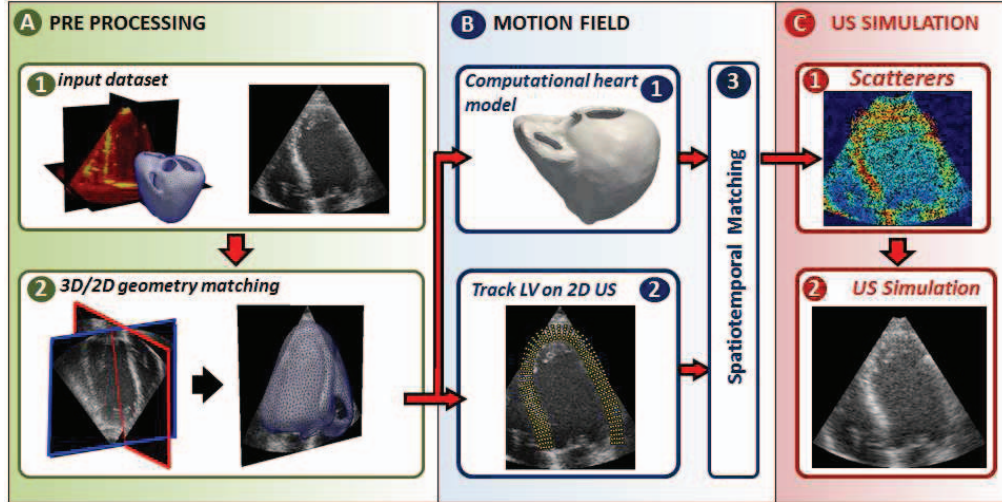 A PRE PROCESSING
1 input dataset
2 3D/2D geometry matching
B MOTION FIELD
Computational heart
model
1
Track LV on 2D US
2
3
Spatiotemporal Matching
C US SIMULATION
1
Scatterers
2
US Simulation